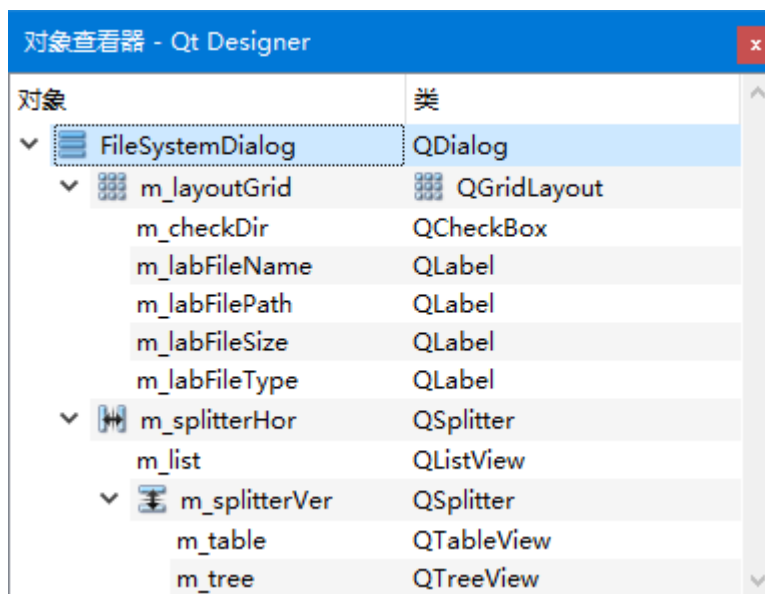 对象查看器 - Qt Designer
x
对象 类
FileSystemDialog QDialog
m_layoutGrid QGridLayout
m_checkDir QCheckBox
m_labFileName QLabel
m_labFilePath QLabel
m_labFileSize QLabel
m_labFileType QLabel
m_splitterHor QSplitter
m_list QListView
m_splitterVer QSplitter
m_table QTableView
m_tree QTreeView